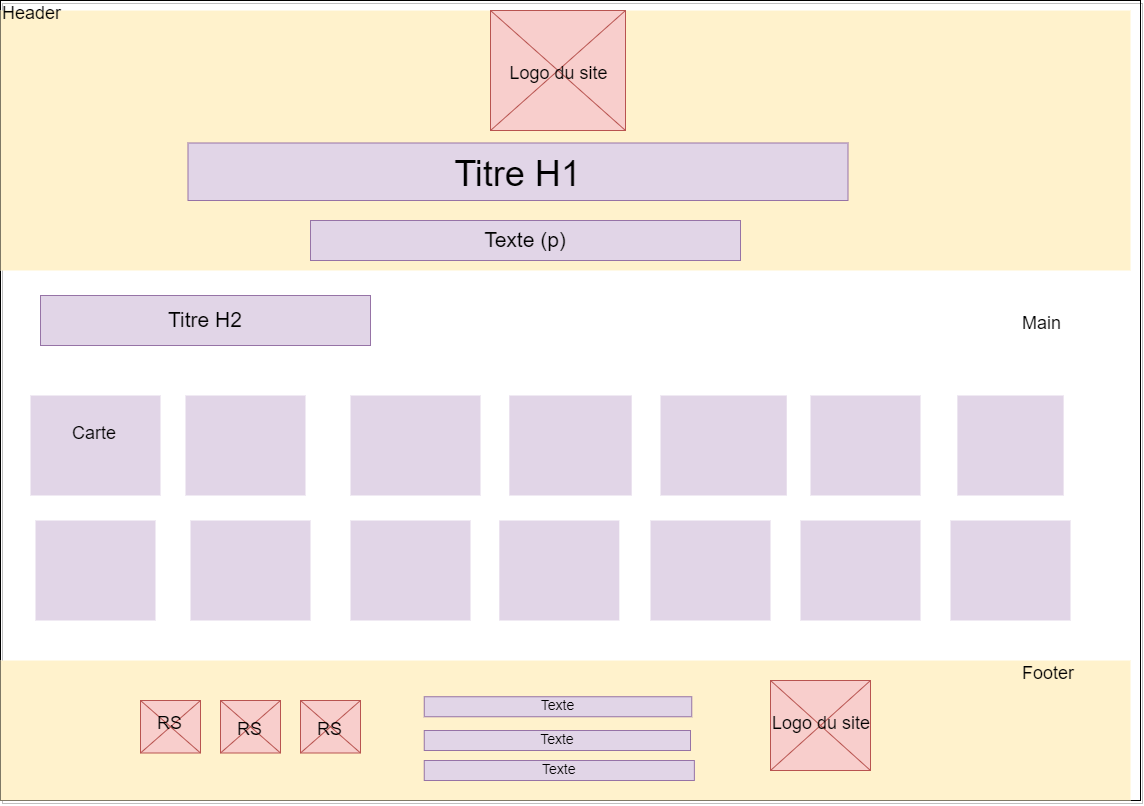 Header
Logo du site
Titre H1
Texte (p)
Titre H2
Main
Carte
Footer
RS
RS
RS
Texte
Texte
Texte
Logo du site